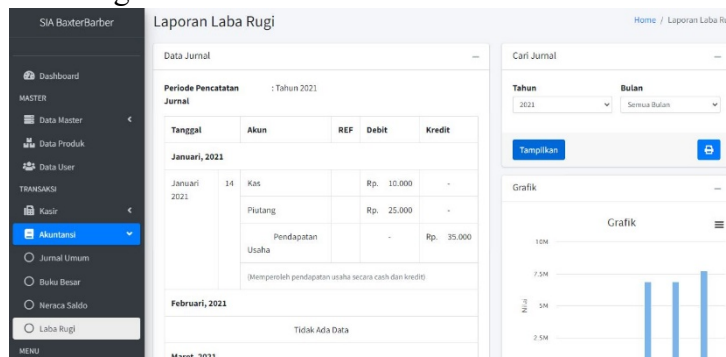 SIA BaxterBarber
Dashboard
MASTER
Data Master
Data Produk
Data User
TRANSAKSI
Kasir
Akuntansi
Jurnal Umum
Buku Besar
Neraca Saldo
Laba Rugi
MENU
Laporan Laba Rugi
Home / Laporan Laba Ru
Data Jurnal
Periode Pencatatan : Tahun 2021
Jurnal
Tanggal Akun REF Debit Kredit
Januari, 2021
Januari 14 Kas Rp. 10.000 -
2021
Piutang Rp. 25.000 -
Pendapatan - Rp. 35.000
Usaha
(Memperoleh pendapatan usaha secara cash dan kredit)
Februari, 2021
Tidak Ada Data
Maret, 2021
Cari Jurnal
Tahun Bulan
2021 Semua Bulan
Tampilkan
Grafik
Grafik
10M
7.5M
5M
2.5M
Nilai